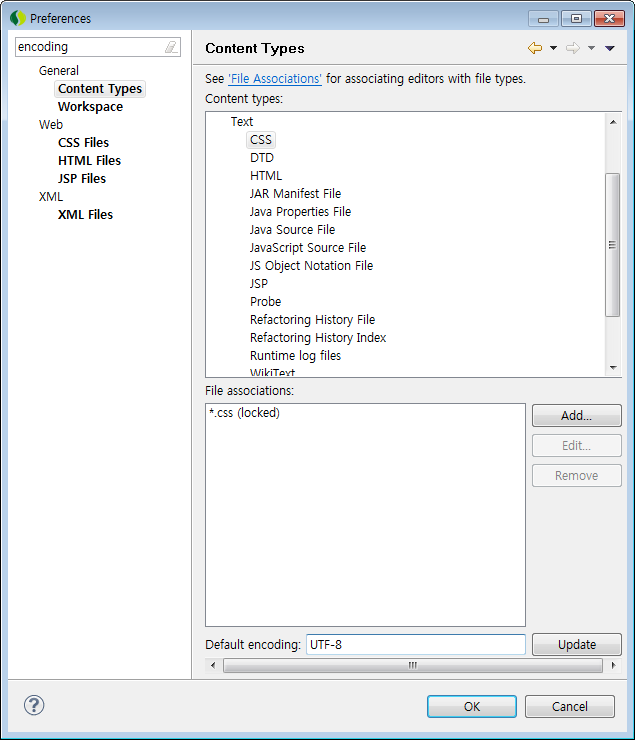 Preferences
encoding
General
Content Types
Workspace
Web
CSS Files
HTML Files
JSP Files
XML
XML Files
Content Types
See 'File Associations' for associating editors with file types.
Content types:
Text
CSS
DTD
HTML
JAR Manifest File
Java Properties File
Java Source File
JavaScript Source File
JS Object Notation File
JSP
Probe
Refactoring History File
Refactoring History Index
Runtime log files
WikiText
File associations:
*.css (locked)
Add...
Edit...
Remove
Default encoding: UTF-8 Update
?
OK Cancel